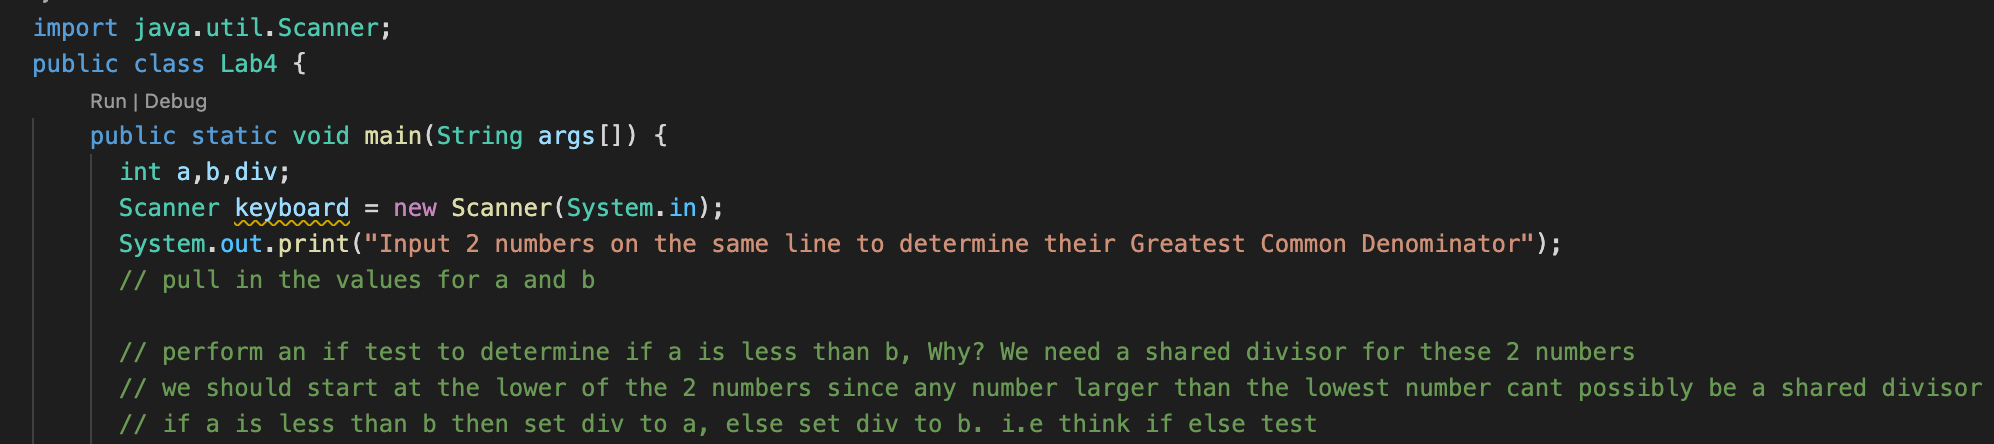 import java.util.Scanner;
public class Lab4 {
Run | Debug
public static void main(String args[]) {
int a,b,div;
Scanner keyboard = new Scanner(System.in);
System.out.print("Input 2 numbers on the same line to determine their Greatest Common Denominator");
// pull in the values for a and b
// perform an if test to determine if a is less than b, Why? We need a shared divisor for these 2 numbers
// we should start at the lower of the 2 numbers since any number larger than the lowest number cant possibly be a shared divisor
// if a is less than b then set div to a, else set div to b. i.e think if else test